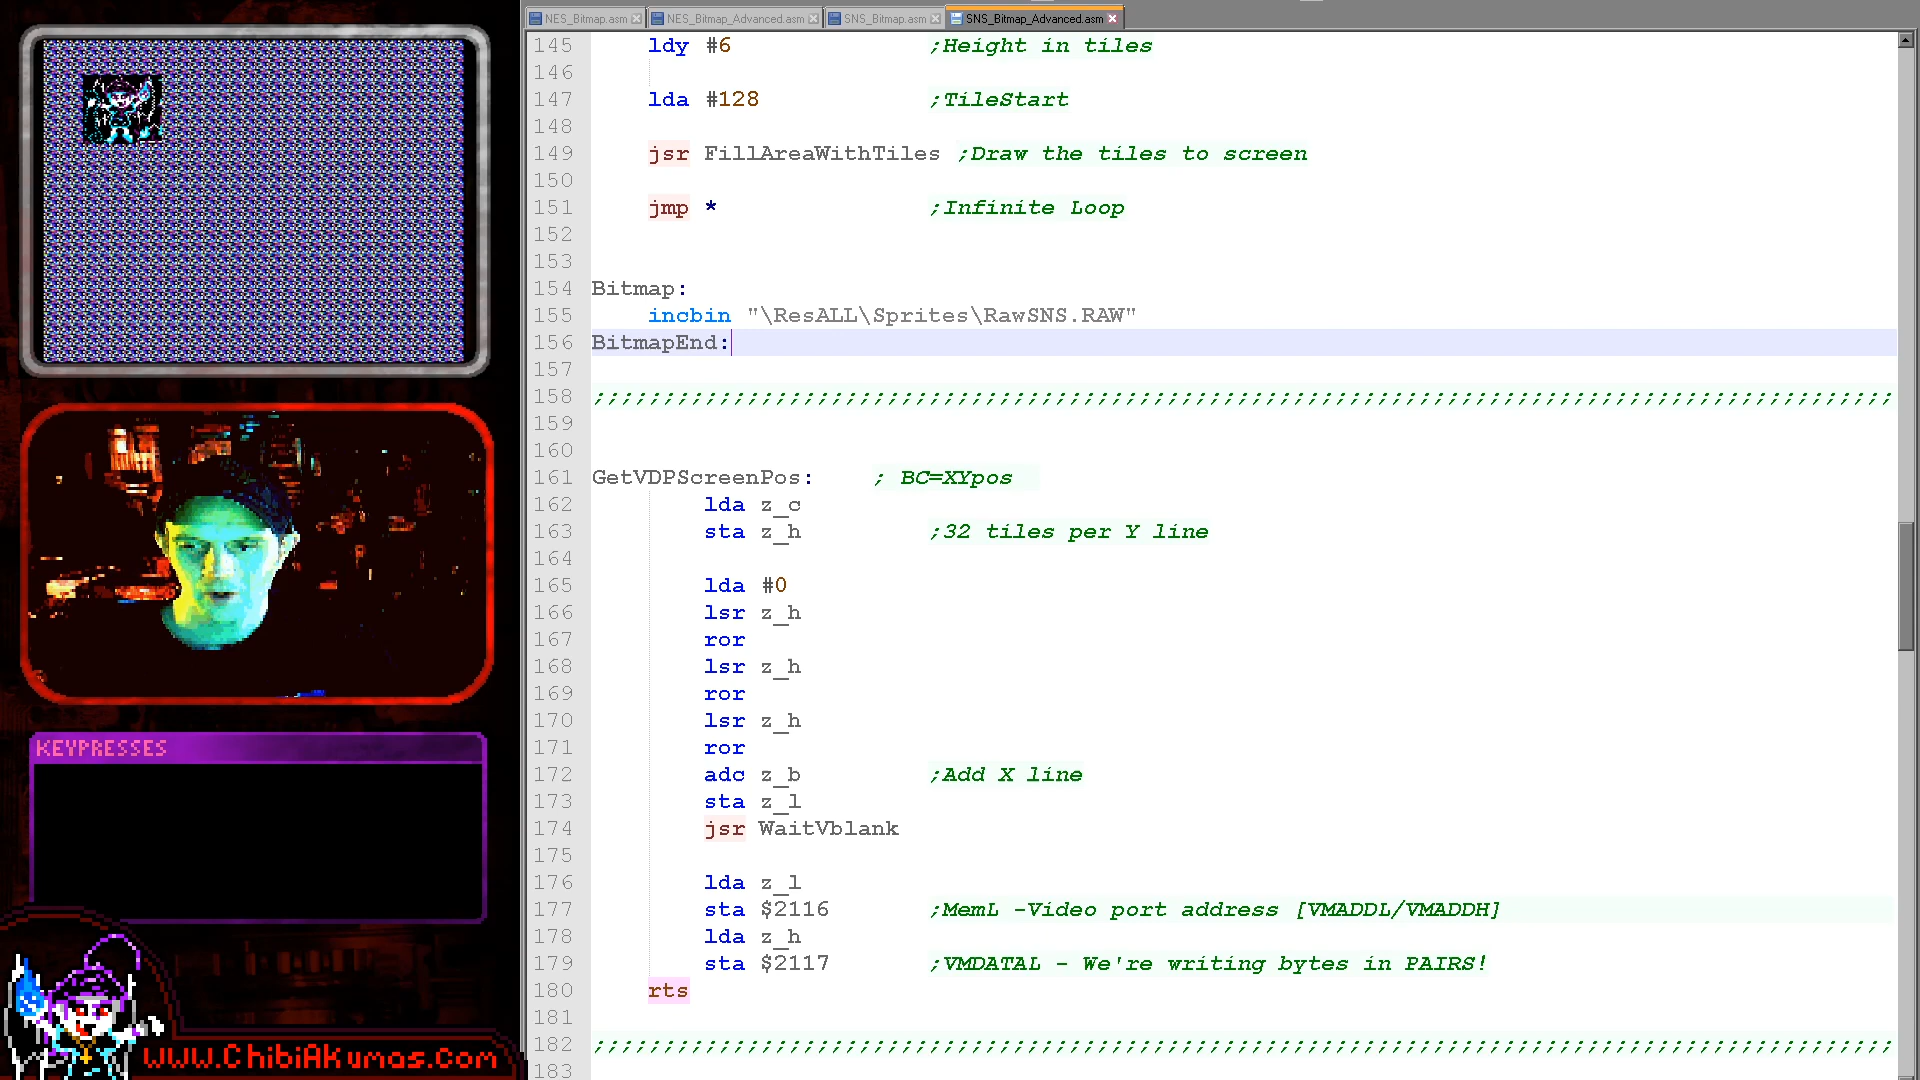 NES_Bitmap.asm NES_Bitmap_Advanced.asm SNS_Bitmap.asm SNS_Bitmap_Advanced.asm
145 ldy #6 ;Height in tiles
146
147 lda #128 ;TileStart
148
149 jsr FillAreaWithTiles ;Draw the tiles to screen
150
151 jmp * ;Infinite Loop
152
153
154 Bitmap:
155 incbin "\ResALL\Sprites\RawSNS.RAW"
156 BitmapEnd:
157
158 ;;;;;;;;;;;;;;;;;;;;;;;;;;;;;;;;;;;;;;;;;;;;;;;;;;;;;;;;;;;;;;;;;;;;;;;;;;;;;;;;;;;;;;;;;;;;
159
160
161 GetVDPScreenPos: ; BC=XYpos
162 lda z_c
163 sta z_h ;32 tiles per Y line
164
165 lda #0
166 lsr z_h
167 ror
168 lsr z_h
169 ror
170 lsr z_h
171 ror
172 adc z_b ;Add X line
173 sta z_l
174 jsr WaitVblank
175
176 lda z_l
177 sta $2116 ;MemL -Video port address [VMADDL/VMADDH]
178 lda z_h
179 sta $2117 ;VMDATAL - We're writing bytes in PAIRS!
180 rts
181
182 ;;;;;;;;;;;;;;;;;;;;;;;;;;;;;;;;;;;;;;;;;;;;;;;;;;;;;;;;;;;;;;;;;;;;;;;;;;;;;;;;;;;;;;;;;;;;
183
KEYPRESSES
www.ChibiAkumas.com